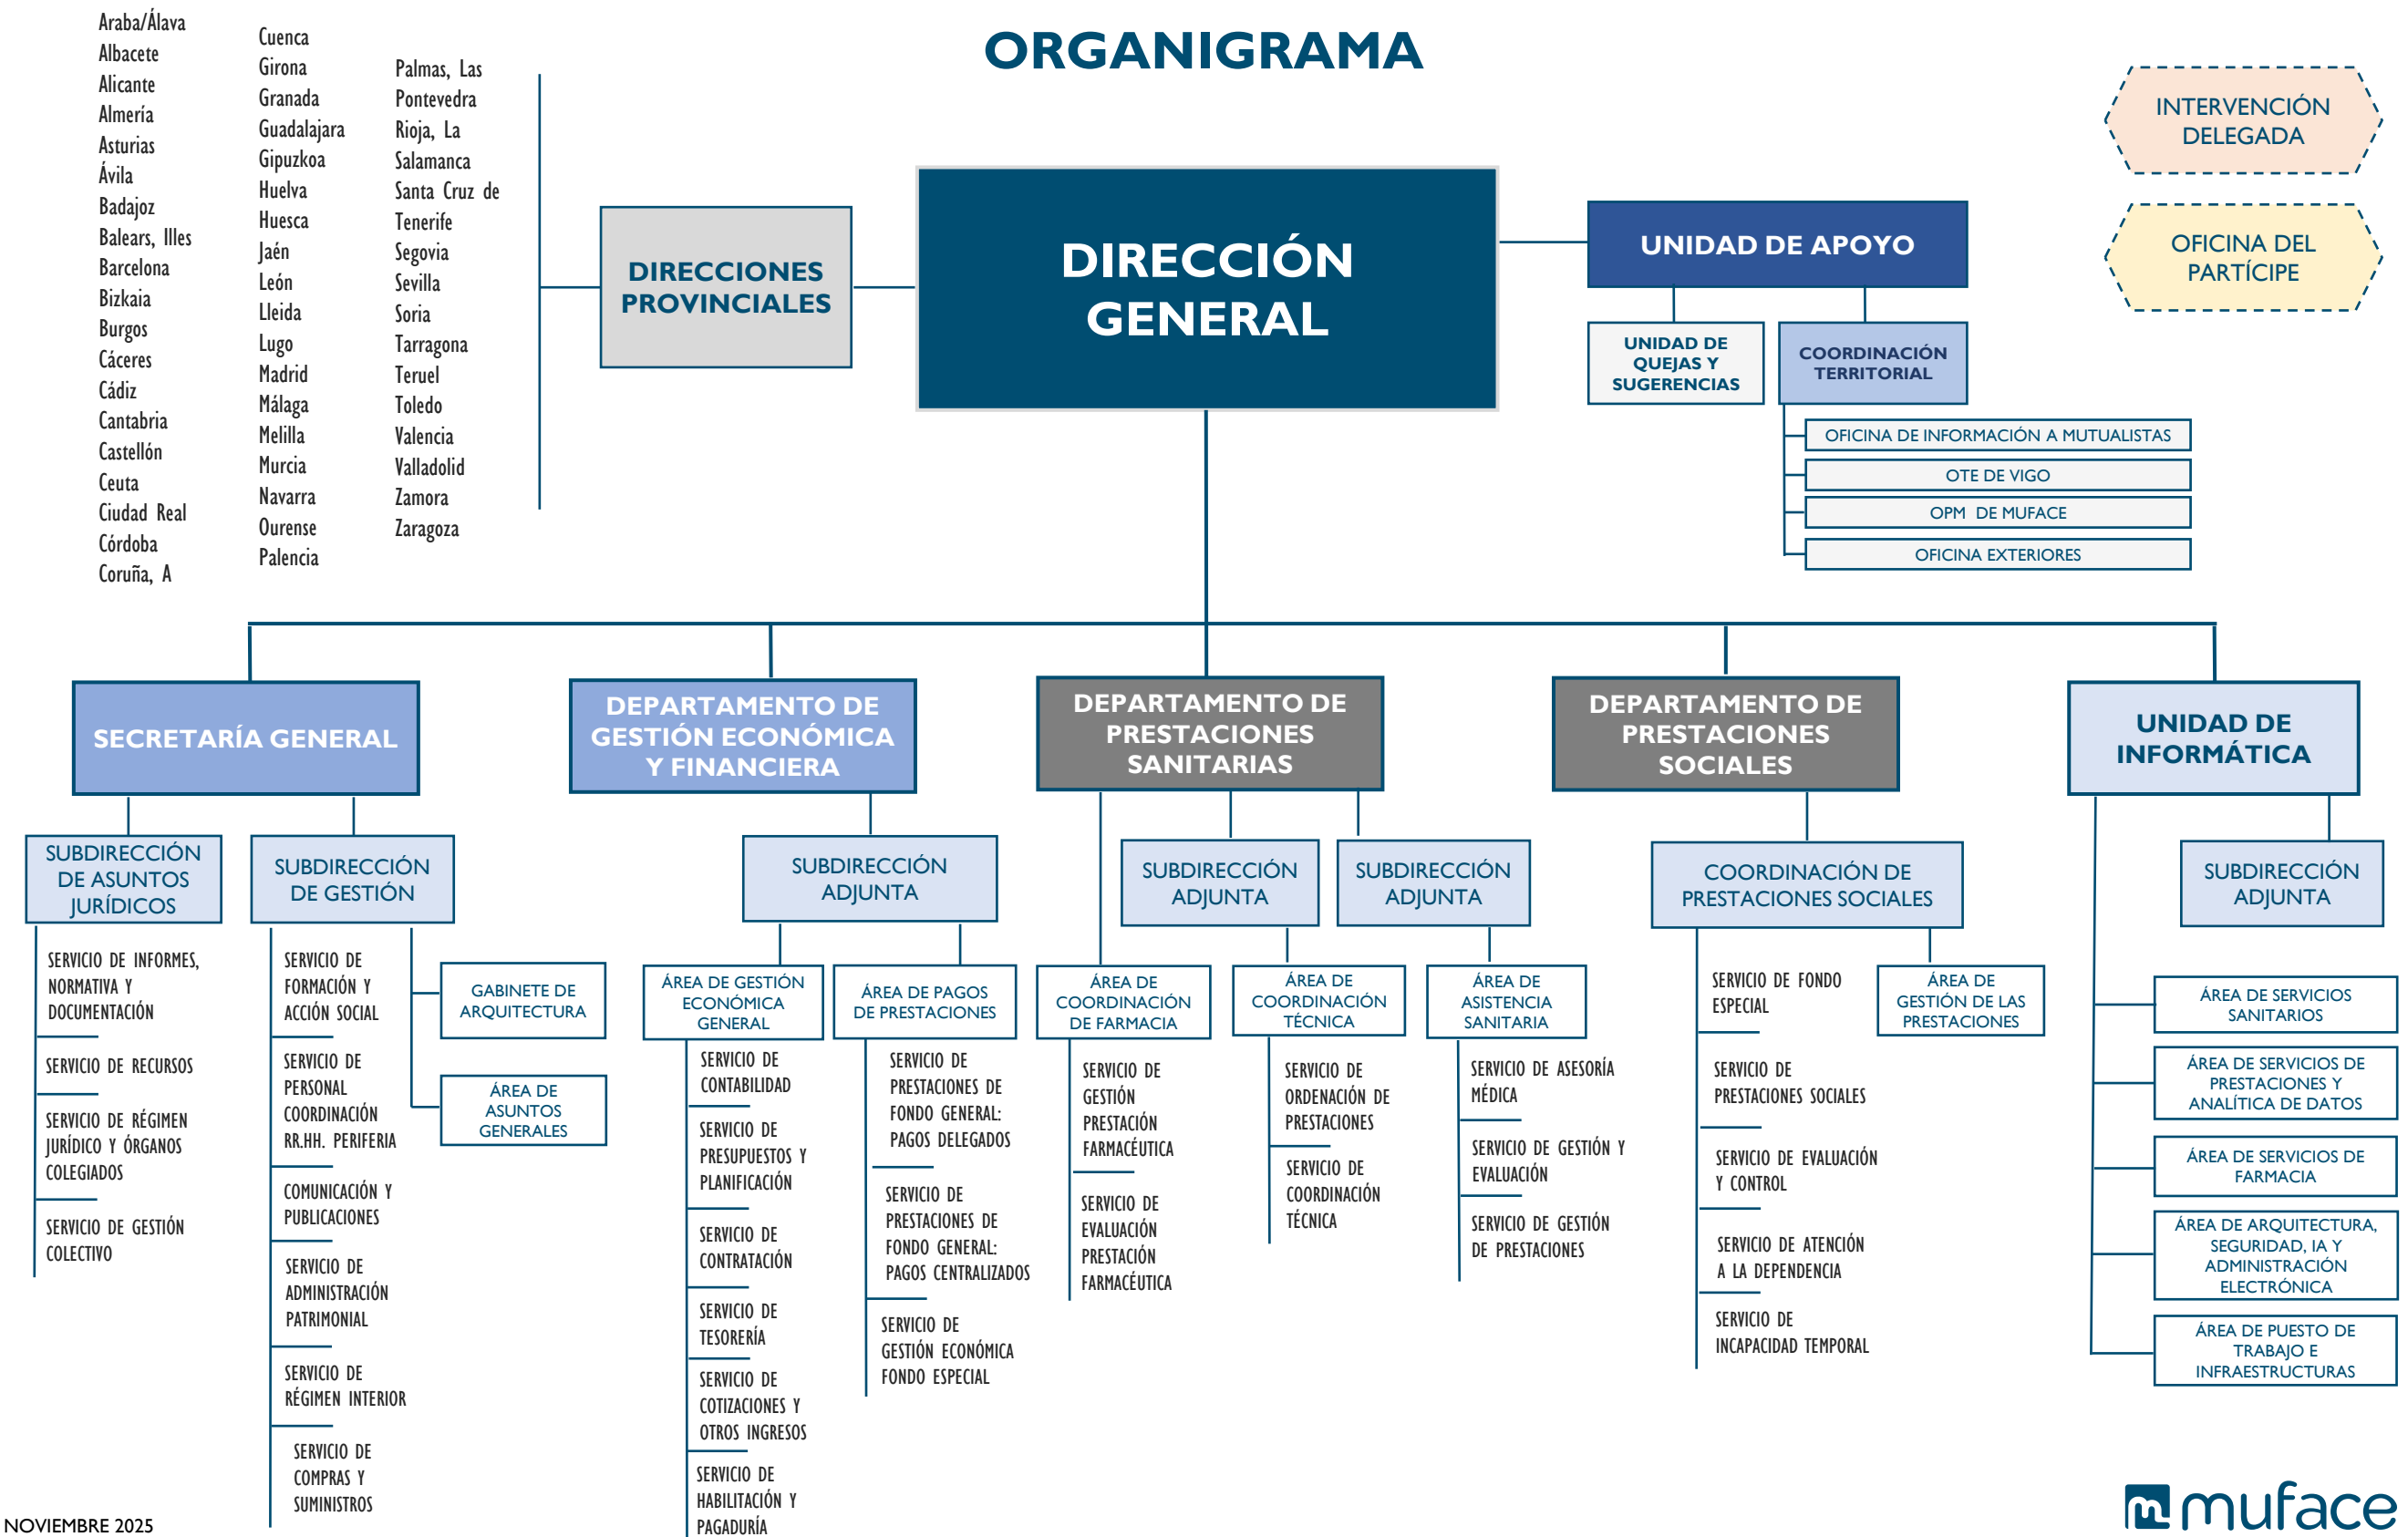 ORGANIGRAMA
Araba/Álava
Albacete
Alicante
Almería
Asturias
Ávila
Badajoz
Balears, Illes
Barcelona
Bizkaia
Burgos
Cáceres
Cádiz
Cantabria
Castellón
Ceuta
Ciudad Real
Córdoba
Coruña, A
Cuenca
Girona
Granada
Guadalajara
Gipuzkoa
Huelva
Huesca
Jaén
León
Lleida
Lugo
Madrid
Málaga
Melilla
Murcia
Navarra
Ourense
Palencia
Palmas, Las
Pontevedra
Rioja, La
Salamanca
Santa Cruz de
Tenerife
Segovia
Sevilla
Soria
Tarragona
Teruel
Toledo
Valencia
Valladolid
Zamora
Zaragoza
DIRECCIONES
PROVINCIALES
DIRECCIÓN
GENERAL
UNIDAD DE APOYO
UNIDAD DE
QUEJAS Y
SUGERENCIAS
COORDINACIÓN
TERRITORIAL
OFICINA DE INFORMACIÓN A MUTUALISTAS
OTE DE VIGO
OPM DE MUFACE
OFICINA EXTERIORES
INTERVENCIÓN
DELEGADA
OFICINA DEL
PARTÍCIPE
SECRETARÍA GENERAL
SUBDIRECCIÓN
DE ASUNTOS
JURÍDICOS
SERVICIO DE INFORMES,
NORMATIVA Y
DOCUMENTACIÓN
SERVICIO DE RECURSOS
SERVICIO DE RÉGIMEN
JURÍDICO Y ÓRGANOS
COLEGIADOS
SERVICIO DE GESTIÓN
COLECTIVO
SUBDIRECCIÓN
DE GESTIÓN
SERVICIO DE
FORMACIÓN Y
ACCIÓN SOCIAL
SERVICIO DE
PERSONAL
COORDINACIÓN
RR.HH. PERIFERIA
COMUNICACIÓN Y
PUBLICACIONES
SERVICIO DE
ADMINISTRACIÓN
PATRIMONIAL
SERVICIO DE
RÉGIMEN INTERIOR
SERVICIO DE
COMPRAS Y
SUMINISTROS
GABINETE DE
ARQUITECTURA
ÁREA DE
ASUNTOS
GENERALES
DEPARTAMENTO DE
GESTIÓN ECONÓMICA
Y FINANCIERA
SUBDIRECCIÓN
ADJUNTA
ÁREA DE GESTIÓN
ECONÓMICA
GENERAL
SERVICIO DE
CONTABILIDAD
SERVICIO DE
PRESUPUESTOS Y
PLANIFICACIÓN
SERVICIO DE
CONTRATACIÓN
SERVICIO DE
TESORERÍA
SERVICIO DE
COTIZACIONES Y
OTROS INGRESOS
SERVICIO DE
HABILITACIÓN Y
PAGADURÍA
ÁREA DE PAGOS
DE PRESTACIONES
SERVICIO DE
PRESTACIONES DE
FONDO GENERAL:
PAGOS DELEGADOS
SERVICIO DE
PRESTACIONES DE
FONDO GENERAL:
PAGOS CENTRALIZADOS
SERVICIO DE
GESTIÓN ECONÓMICA
FONDO ESPECIAL
DEPARTAMENTO DE
PRESTACIONES
SANITARIAS
SUBDIRECCIÓN
ADJUNTA
SUBDIRECCIÓN
ADJUNTA
ÁREA DE
COORDINACIÓN
DE FARMACIA
SERVICIO DE
GESTIÓN
PRESTACIÓN
FARMACÉUTICA
SERVICIO DE
EVALUACIÓN
PRESTACIÓN
FARMACÉUTICA
ÁREA DE
COORDINACIÓN
TÉCNICA
SERVICIO DE
ORDENACIÓN DE
PRESTACIONES
SERVICIO DE
COORDINACIÓN
TÉCNICA
ÁREA DE
ASISTENCIA
SANITARIA
SERVICIO DE ASESORÍA
MÉDICA
SERVICIO DE GESTIÓN Y
EVALUACIÓN
SERVICIO DE GESTIÓN
DE PRESTACIONES
DEPARTAMENTO DE
PRESTACIONES
SOCIALES
COORDINACIÓN DE
PRESTACIONES SOCIALES
SERVICIO DE FONDO
ESPECIAL
SERVICIO DE
PRESTACIONES SOCIALES
SERVICIO DE EVALUACIÓN
Y CONTROL
SERVICIO DE ATENCIÓN
A LA DEPENDENCIA
SERVICIO DE
INCAPACIDAD TEMPORAL
ÁREA DE
GESTIÓN DE LAS
PRESTACIONES
UNIDAD DE
INFORMÁTICA
SUBDIRECCIÓN
ADJUNTA
ÁREA DE SERVICIOS
SANITARIOS
ÁREA DE SERVICIOS DE
PRESTACIONES Y
ANALÍTICA DE DATOS
ÁREA DE SERVICIOS DE
FARMACIA
ÁREA DE ARQUITECTURA,
SEGURIDAD, IA Y
ADMINISTRACIÓN
ELECTRÓNICA
ÁREA DE PUESTO DE
TRABAJO E
INFRAESTRUCTURAS
NOVIEMBRE 2025
muface